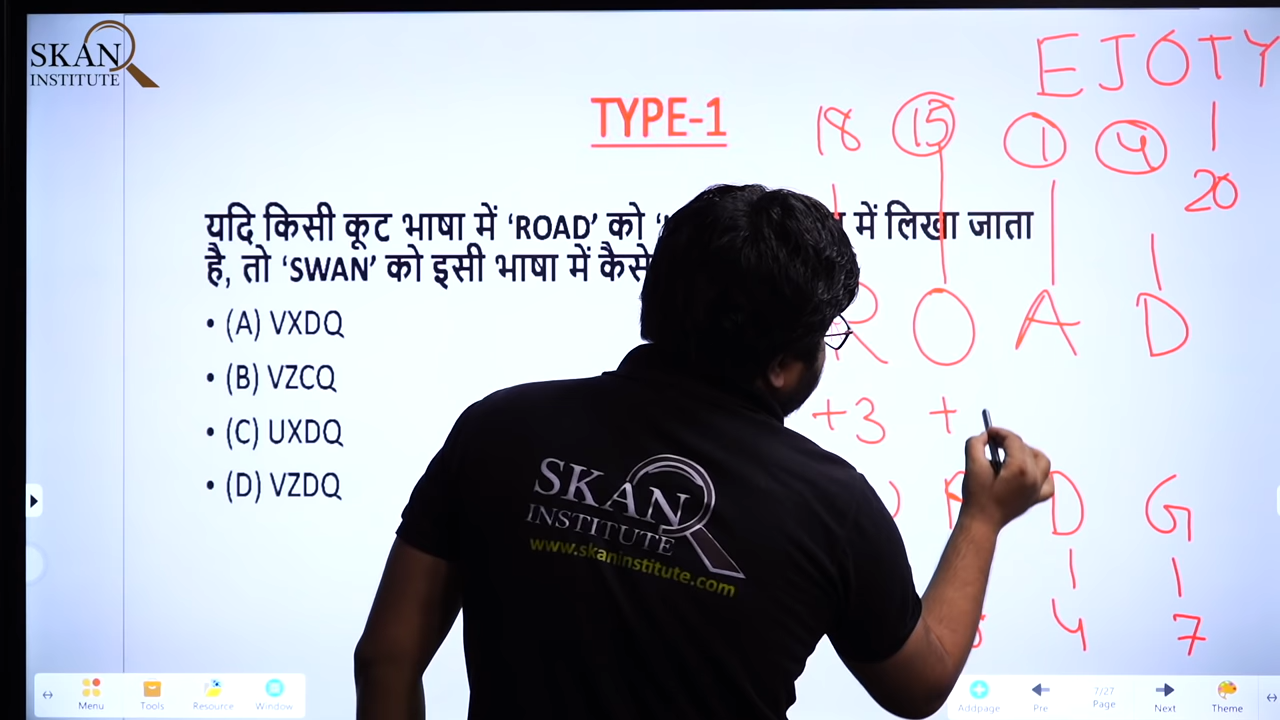 SKAN
INSTITUTE
E J O T Y
TYPE-1
18 15 1 4 1
20
यदि किसी कूट भाषा में ‘ROAD’ को में लिखा जाता
है, तो ‘SWAN’ को इसी भाषा में कैसे
• (A) VXDQ
• (B) VZCQ
• (C) UXDQ
• (D) VZDQ
R O A D
+3 +
D G
4 7
SKAN
INSTITUTE
www.skaninstitute.com
Menu Tools Resource Window
Addpage Pre 7/27 Page Next Theme